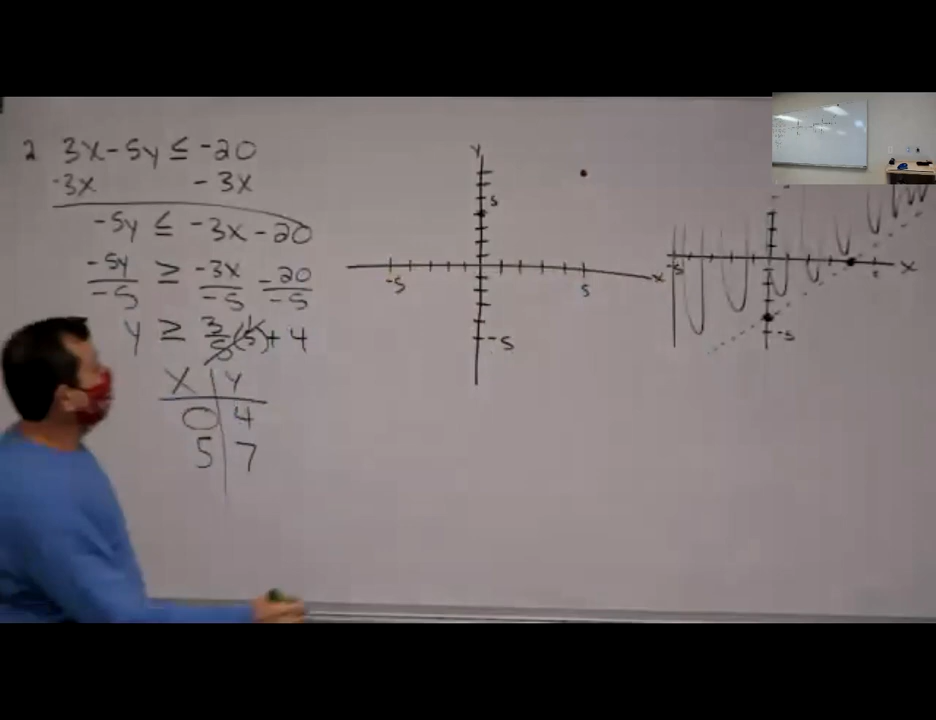 2 3x-5y ≤ -20
-3x -3x
-5y ≤ -3x-20
-5y/-5 ≥ -3x/-5 -20/-5
y ≥ 3/5(5)+4
x | y
0 | 4
5 | 7
y
5
-5 5 x
-5
-5 x
-5